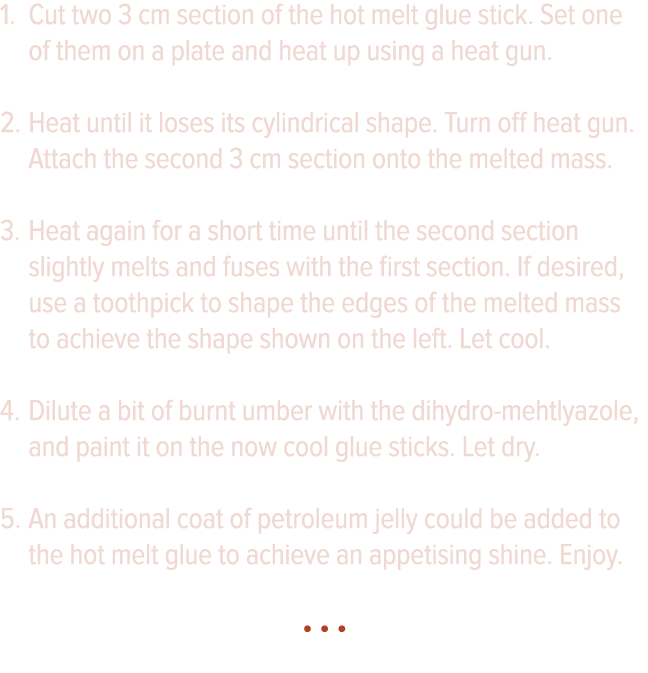 1. Cut two 3 cm section of the hot melt glue stick. Set one
of them on a plate and heat up using a heat gun.
2. Heat until it loses its cylindrical shape. Turn off heat gun.
Attach the second 3 cm section onto the melted mass.
3. Heat again for a short time until the second section
slightly melts and fuses with the first section. If desired,
use a toothpick to shape the edges of the melted mass
to achieve the shape shown on the left. Let cool.
4. Dilute a bit of burnt umber with the dihydro-mehtlyazole,
and paint it on the now cool glue sticks. Let dry.
5. An additional coat of petroleum jelly could be added to
the hot melt glue to achieve an appetising shine. Enjoy.
• • •